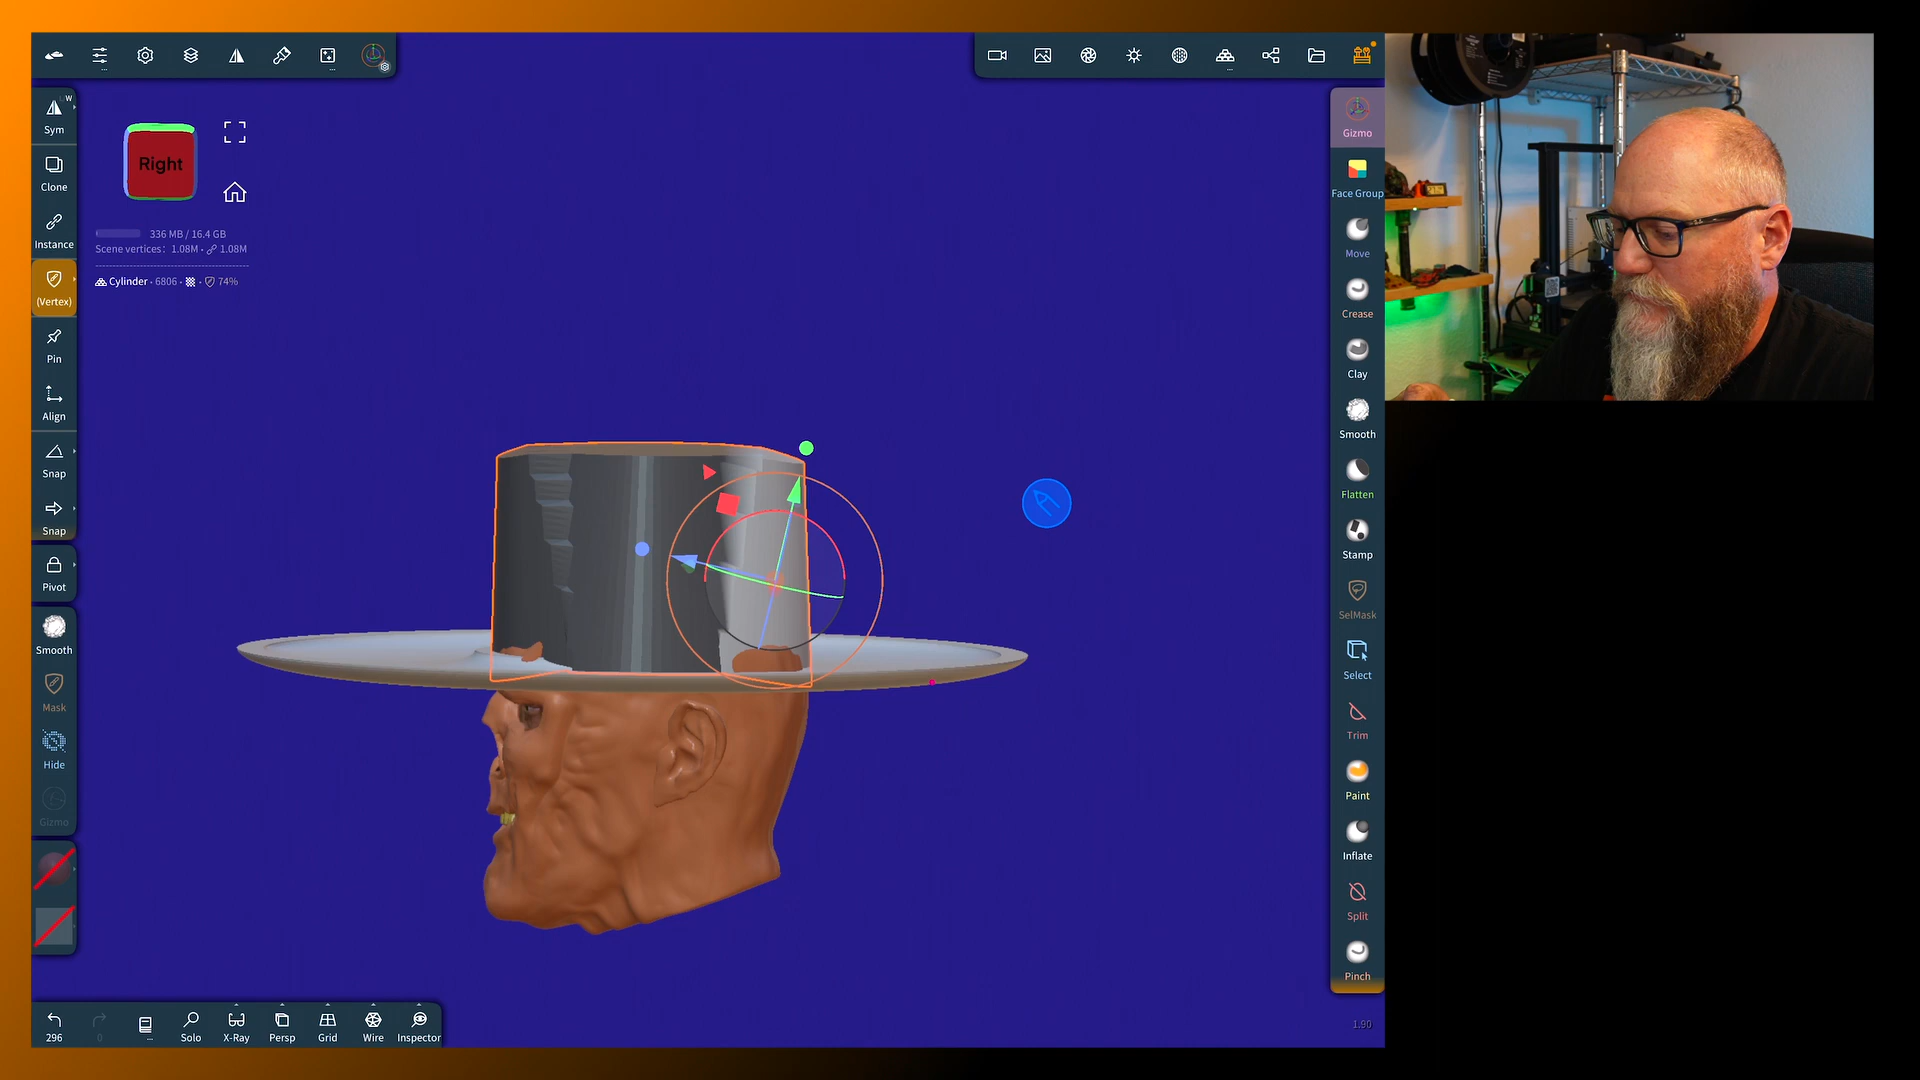 W
Sym
Clone
Instance
(Vertex)
Pin
Align
Snap
Snap
Pivot
Smooth
Mask
Hide
Gizmo
Right
336 MB / 16.4 GB
Scene vertices: 1.08M • 1.08M
Cylinder • 6806 • • 74%
296
0
...
Solo
X-Ray
Persp
Grid
Wire
Inspector
Gizmo
Face Group
Move
Crease
Clay
Smooth
Flatten
Stamp
SelMask
Select
Trim
Paint
Inflate
Split
Pinch
1.90